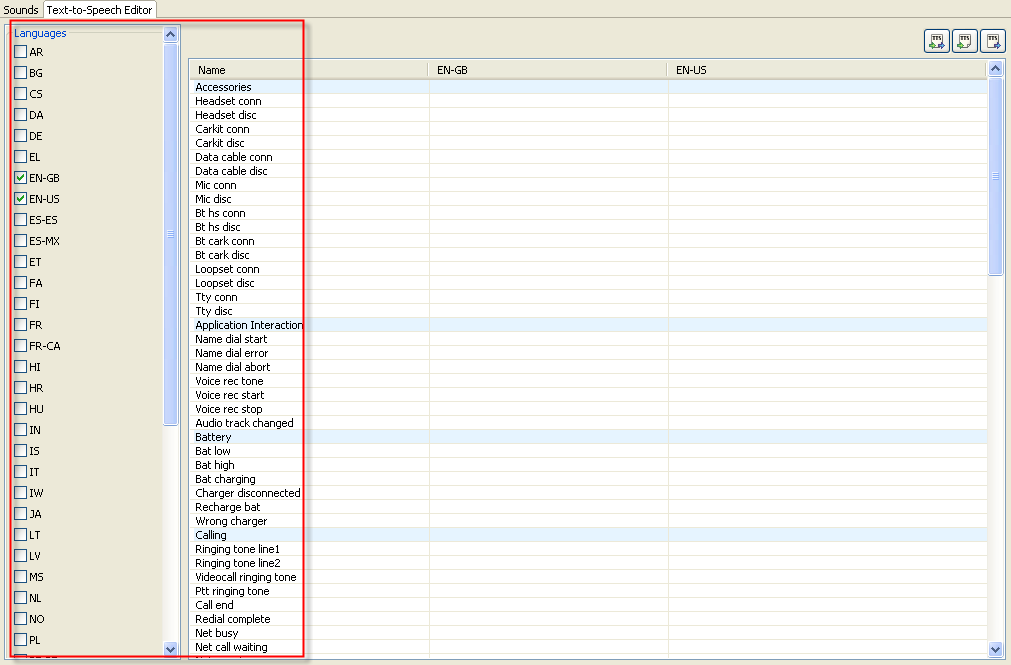 Sounds Text-to-Speech Editor
Languages
AR
BG
CS
DA
DE
EL
EN-GB
EN-US
ES-ES
ES-MX
ET
FA
FI
FR
FR-CA
HI
HR
HU
IN
IS
IT
IW
JA
LT
LV
MS
NL
NO
PL
TTS TTS TTS
Name EN-GB EN-US
Accessories
Headset conn
Headset disc
Carkit conn
Carkit disc
Data cable conn
Data cable disc
Mic conn
Mic disc
Bt hs conn
Bt hs disc
Bt cark conn
Bt cark disc
Loopset conn
Loopset disc
Tty conn
Tty disc
Application Interaction
Name dial start
Name dial error
Name dial abort
Voice rec tone
Voice rec start
Voice rec stop
Audio track changed
Battery
Bat low
Bat high
Bat charging
Charger disconnected
Recharge bat
Wrong charger
Calling
Ringing tone line1
Ringing tone line2
Videocall ringing tone
Ptt ringing tone
Call end
Redial complete
Net busy
Net call waiting